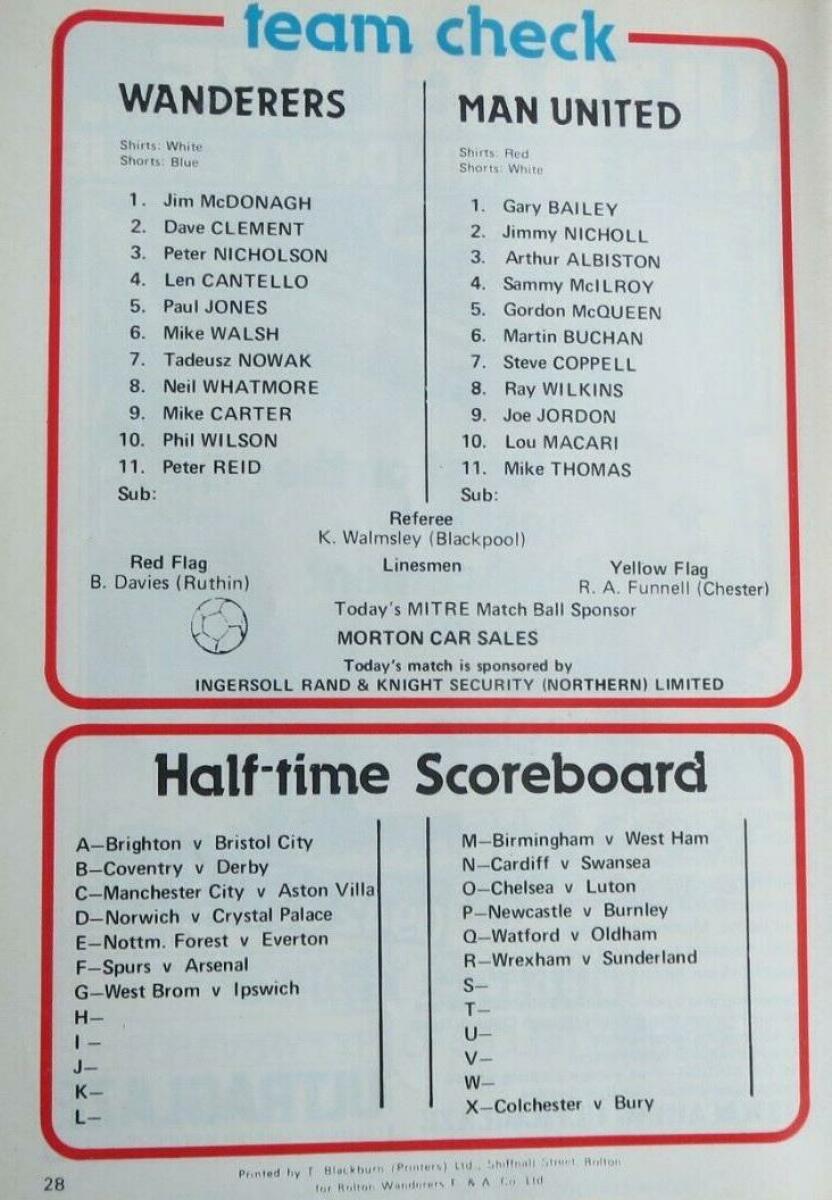 team check
WANDERERS
Shirts: White
Shorts: Blue
1. Jim McDONAGH
2. Dave CLEMENT
3. Peter NICHOLSON
4. Len CANTELLO
5. Paul JONES
6. Mike WALSH
7. Tadeusz NOWAK
8. Neil WHATMORE
9. Mike CARTER
10. Phil WILSON
11. Peter REID
Sub:
MAN UNITED
Shirts: Red
Shorts: White
1. Gary BAILEY
2. Jimmy NICHOLL
3. Arthur ALBISTON
4. Sammy McILROY
5. Gordon McQUEEN
6. Martin BUCHAN
7. Steve COPPELL
8. Ray WILKINS
9. Joe JORDON
10. Lou MACARI
11. Mike THOMAS
Sub:
Referee
K. Walmsley (Blackpool)
Red Flag
B. Davies (Ruthin)
Linesmen
Yellow Flag
R. A. Funnell (Chester)
Today's MITRE Match Ball Sponsor
MORTON CAR SALES
Today's match is sponsored by
INGERSOLL RAND & KNIGHT SECURITY (NORTHERN) LIMITED
Half-time Scoreboard
A—Brighton v Bristol City
B—Coventry v Derby
C—Manchester City v Aston Villa
D—Norwich v Crystal Palace
E—Nottm. Forest v Everton
F—Spurs v Arsenal
G—West Brom v Ipswich
H—
I—
J—
K—
L—
M—Birmingham v West Ham
N—Cardiff v Swansea
O—Chelsea v Luton
P—Newcastle v Burnley
Q—Watford v Oldham
R—Wrexham v Sunderland
S—
T—
U—
V—
W—
X—Colchester v Bury
Printed by T. Blackburn (Printers) Ltd., Shiffnall Street, Bolton
for Bolton Wanderers F. & A. Co. Ltd.
28